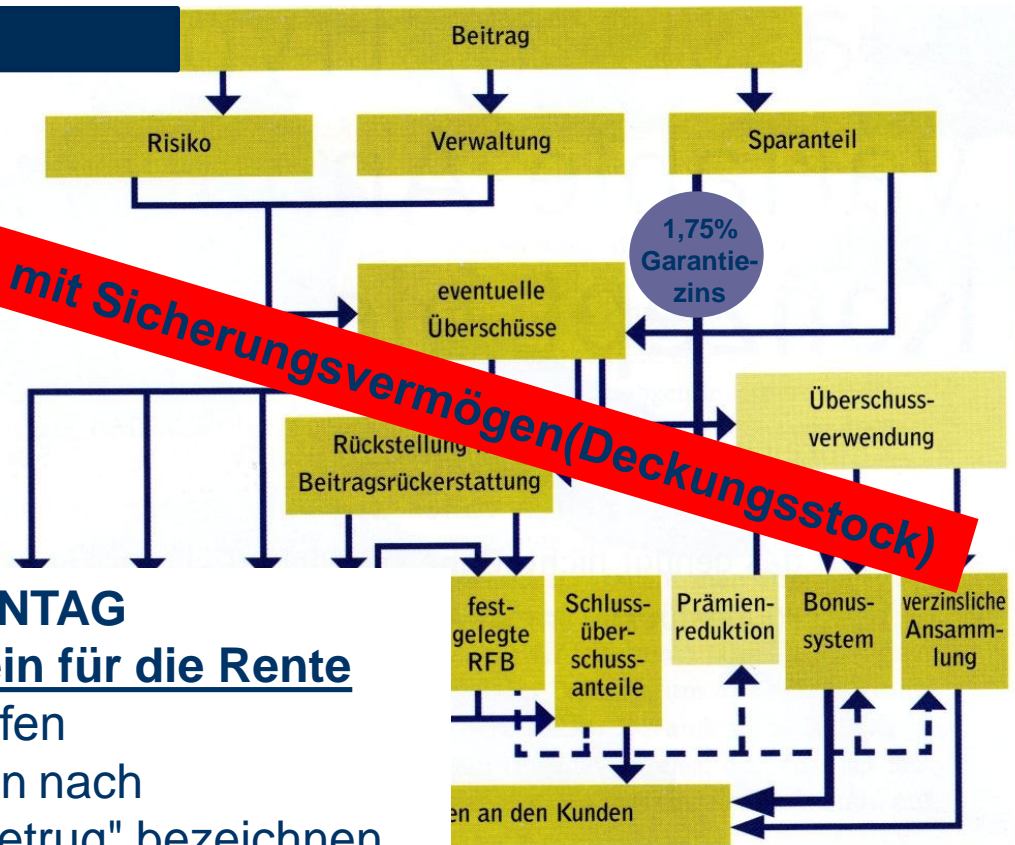 Beitrag
Risiko
Verwaltung
Sparanteil
1,75%
Garantie-
zins
eventuelle
Überschüsse
mit Sicherungsvermögen(Deckungsstock)
Überschuss-
verwendung
Rückstellung
Beitragsrückerstattung
fest-
gelegte
RFB
Schluss-
über-
schuss-
anteile
Prämien-
reduktion
Bonus-
system
verzinsliche
Ansamm-
lung
NTAG
ein für die Rente
fen
n nach
etrug" bezeichnen
en an den Kunden